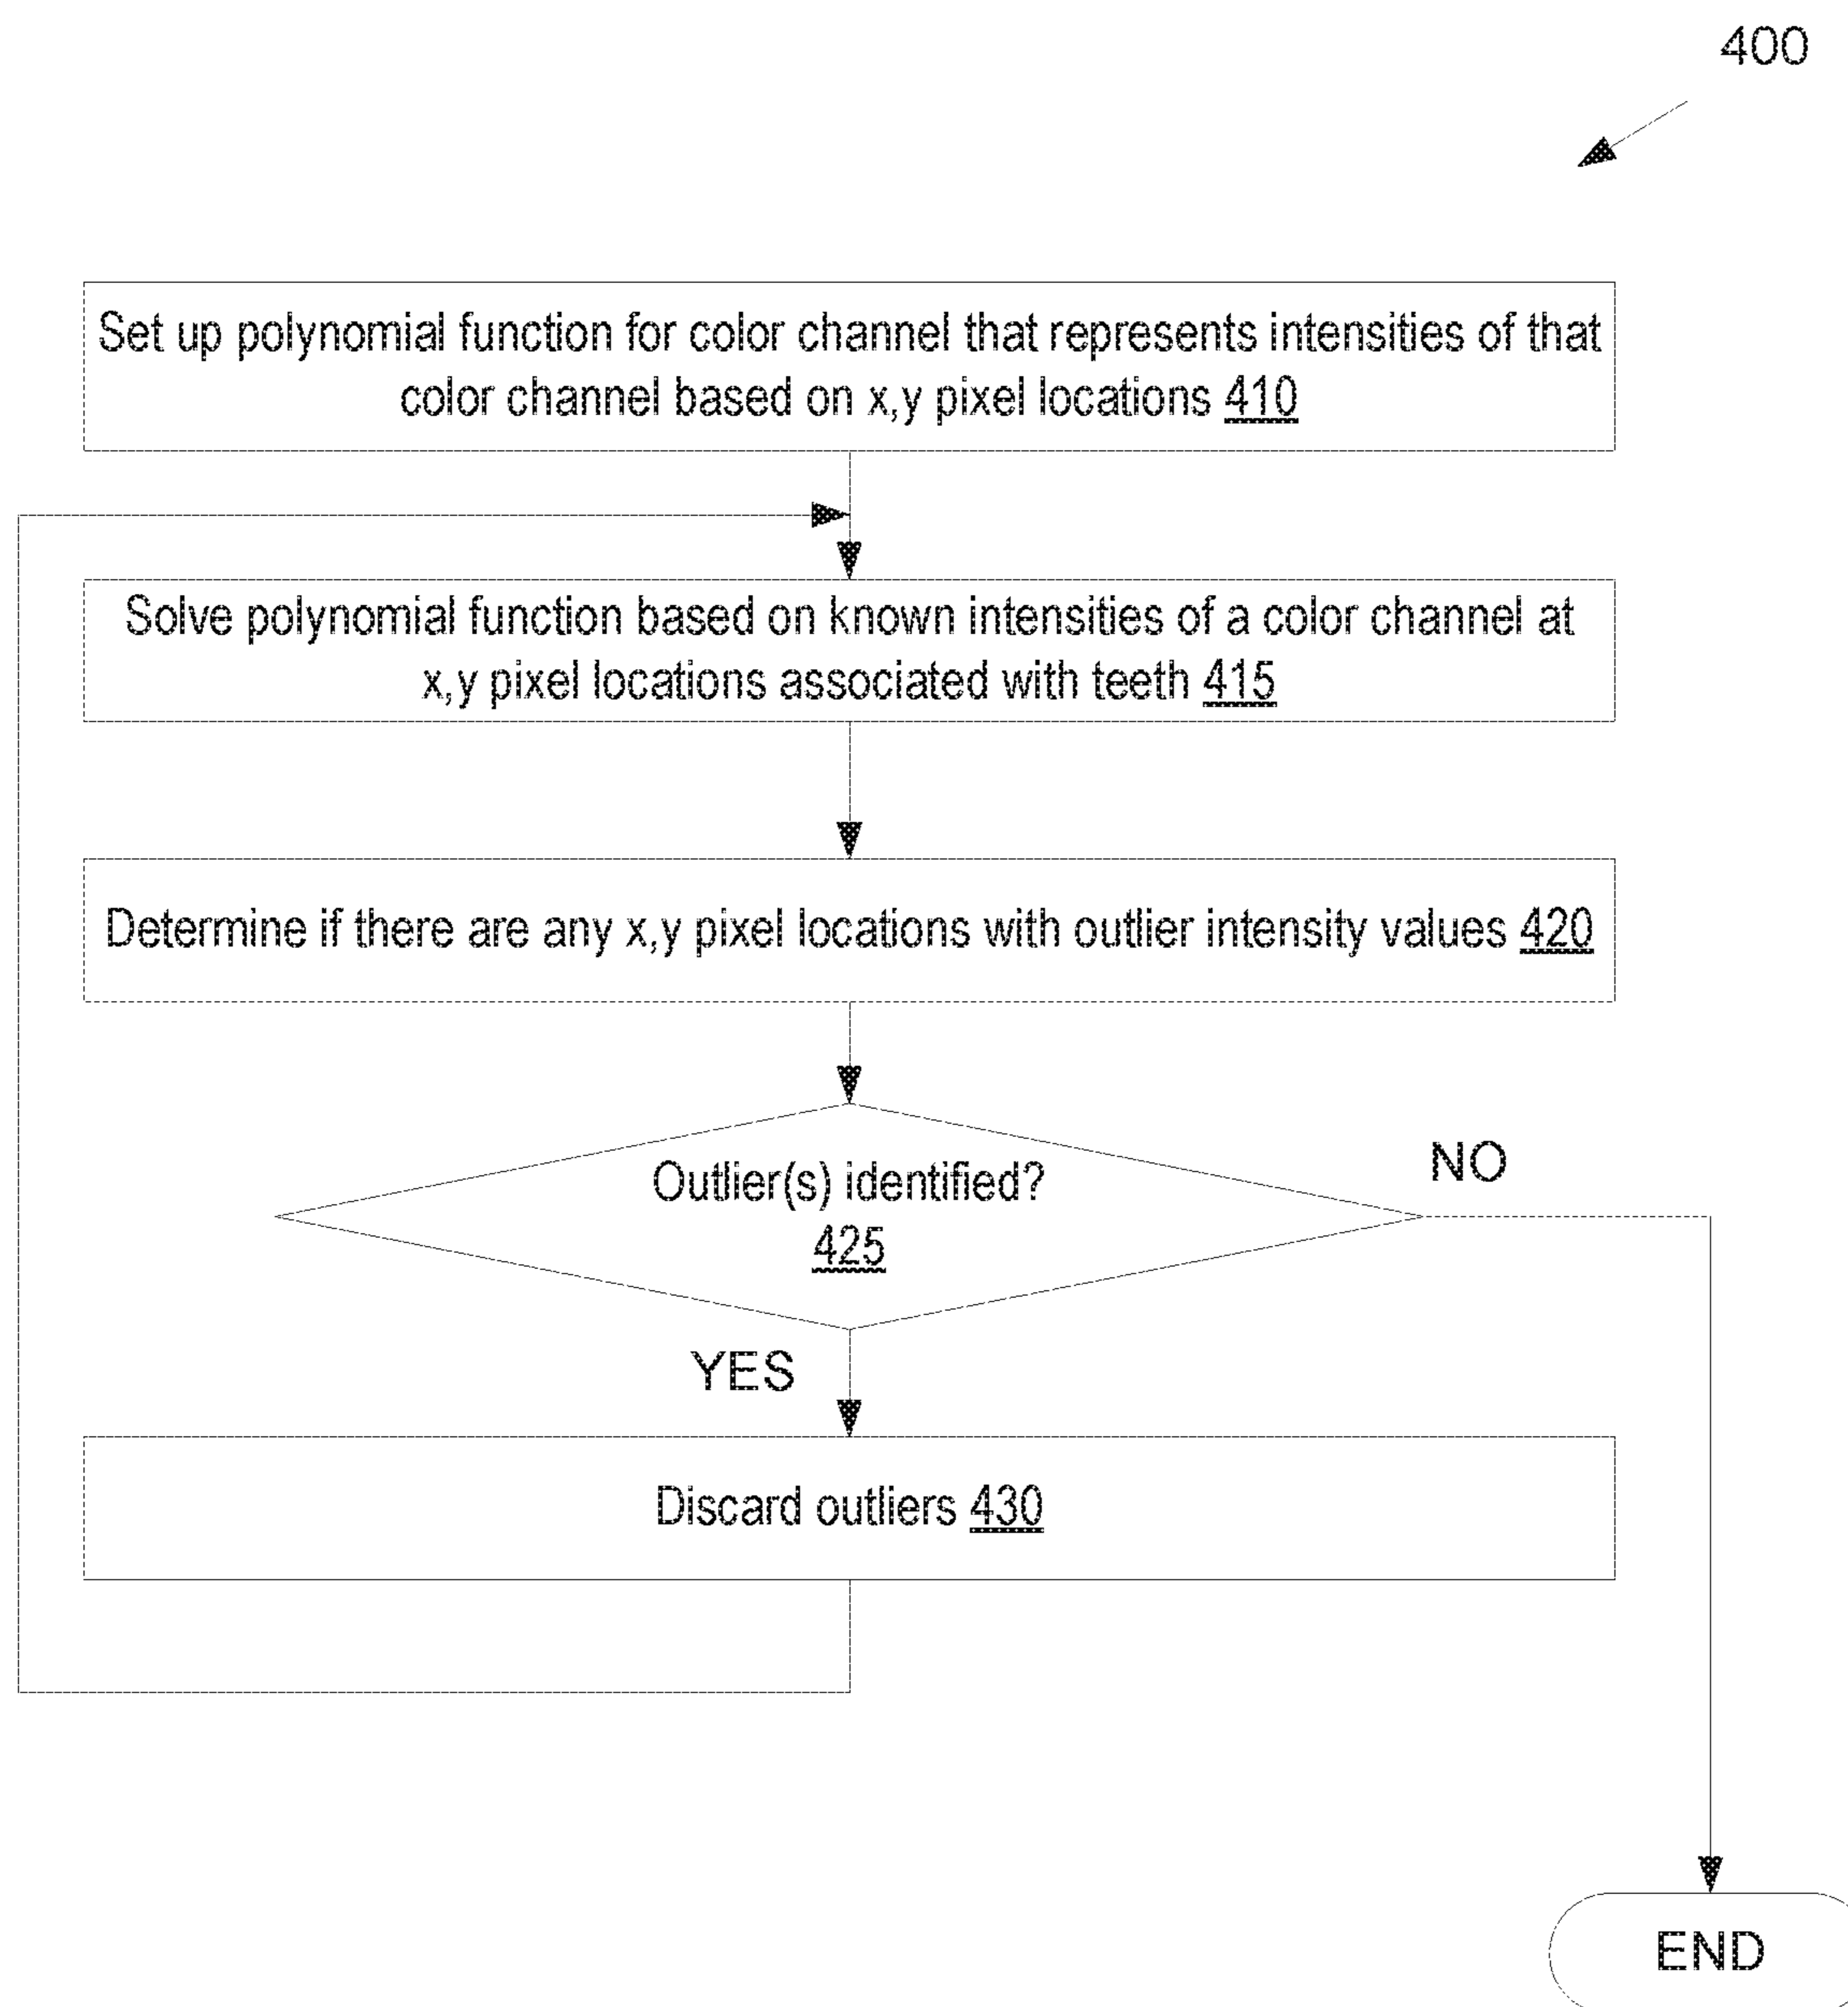 400
Set up polynomial function for color channel that represents intensities of that
color channel based on x,y pixel locations 410
Solve polynomial function based on known intensities of a color channel at
x,y pixel locations associated with teeth 415
Determine if there are any x,y pixel locations with outlier intensity values 420
Outlier(s) identified?
425
NO
YES
Discard outliers 430
END